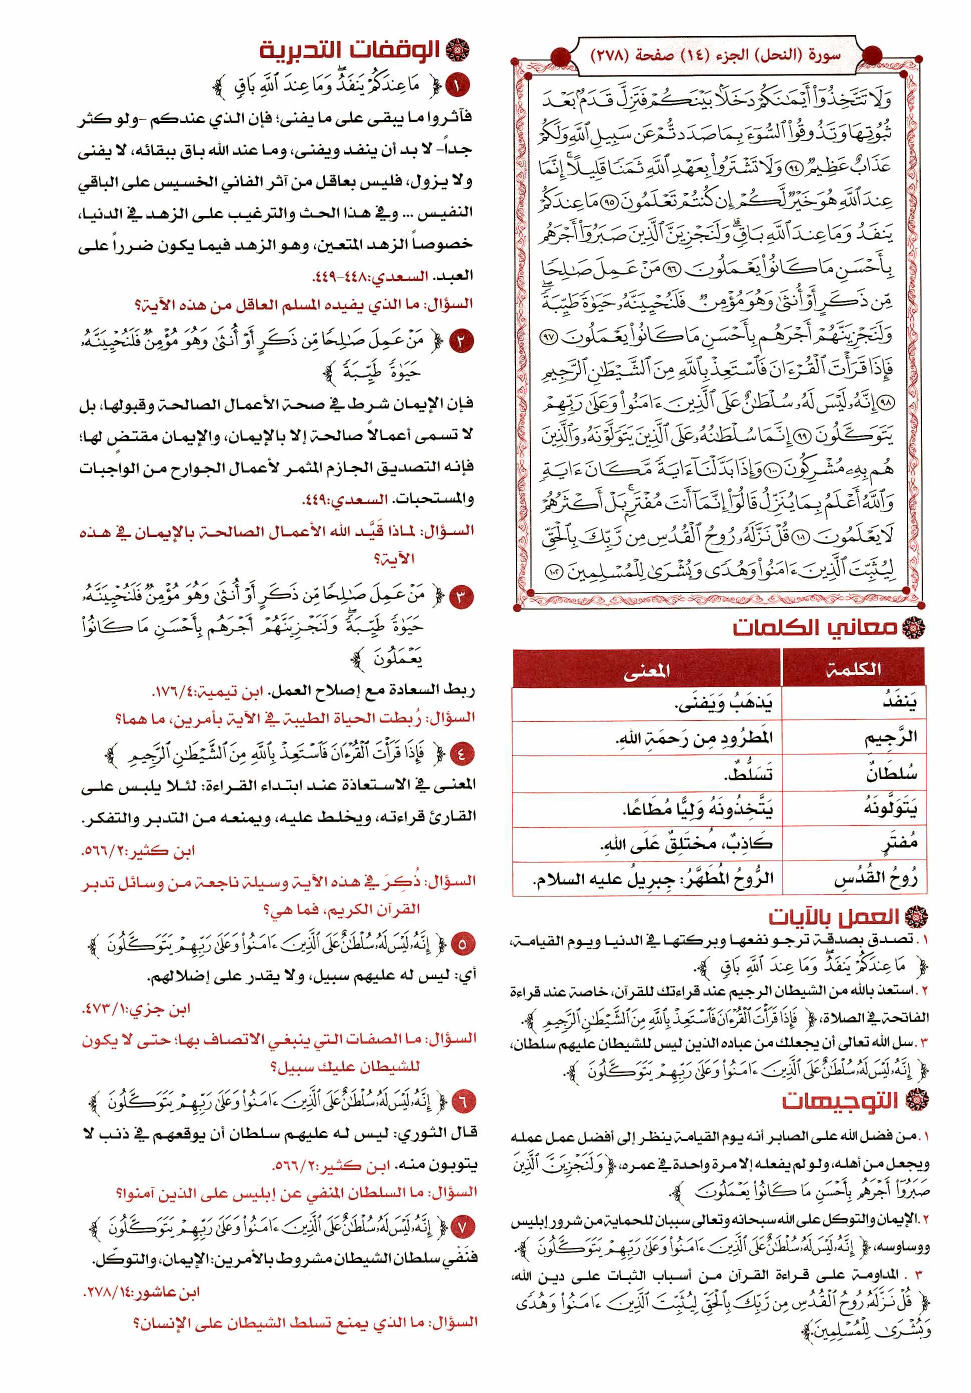 سورة (النحل) الجزء (١٤) صفحة (٢٧٨)
وَلَا تَتَّخِذُوٓاْ أَيۡمَٰنَكُمۡ دَخَلَۢا بَيۡنَكُمۡ فَتَزِلَّ قَدَمُۢ بَعۡدَ
ثُبُوتِهَا وَتَذُوقُواْ ٱلسُّوٓءَ بِمَا صَدَدتُّمۡ عَن سَبِيلِ ٱللَّهِ وَلَكُمۡ
عَذَابٌ عَظِيمٞ ٩٤ وَلَا تَشۡتَرُواْ بِعَهۡدِ ٱللَّهِ ثَمَنٗا قَلِيلًاۚ إِنَّمَا
عِندَ ٱللَّهِ هُوَ خَيۡرٞ لَّكُمۡ إِن كُنتُمۡ تَعۡلَمُونَ ٩٥ مَا عِندَكُمۡ
يَنفَدُ وَمَا عِندَ ٱللَّهِ بَاقٖۗ وَلَنَجۡزِيَنَّ ٱلَّذِينَ صَبَرُوٓاْ أَجۡرَهُم
بِأَحۡسَنِ مَا كَانُواْ يَعۡمَلُونَ ٩٦ مَنۡ عَمِلَ صَٰلِحٗا
مِّن ذَكَرٍ أَوۡ أُنثَىٰ وَهُوَ مُؤۡمِنٞ فَلَنُحۡيِيَنَّهُۥ حَيَوٰةٗ طَيِّبَةٗۖ
وَلَنَجۡزِيَنَّهُمۡ أَجۡرَهُم بِأَحۡسَنِ مَا كَانُواْ يَعۡمَلُونَ ٩٧
فَإِذَا قَرَأۡتَ ٱلۡقُرۡءَانَ فَٱسۡتَعِذۡ بِٱللَّهِ مِنَ ٱلشَّيۡطَٰنِ ٱلرَّجِيمِ
٩٨ إِنَّهُۥ لَيۡسَ لَهُۥ سُلۡطَٰنٌ عَلَى ٱلَّذِينَ ءَامَنُواْ وَعَلَىٰ رَبِّهِمۡ
يَتَوَكَّلُونَ ٩٩ إِنَّمَا سُلۡطَٰنُهُۥ عَلَى ٱلَّذِينَ يَتَوَلَّوۡنَهُۥ وَٱلَّذِينَ
هُم بِهِۦ مُشۡرِكُونَ ١٠٠ وَإِذَا بَدَّلۡنَآ ءَايَةٗ مَّكَانَ ءَايَةٖ
وَٱللَّهُ أَعۡلَمُ بِمَا يُنَزِّلُ قَالُوٓاْ إِنَّمَآ أَنتَ مُفۡتَرِۭۚ بَلۡ أَكۡثَرُهُمۡ
لَا يَعۡلَمُونَ ١٠١ قُلۡ نَزَّلَهُۥ رُوحُ ٱلۡقُدُسِ مِن رَّبِّكَ بِٱلۡحَقِّ
لِيُثَبِّتَ ٱلَّذِينَ ءَامَنُواْ وَهُدٗى وَبُشۡرَىٰ لِلۡمُسۡلِمِينَ ١٠٢
معاني الكلمات
الكلمة المعنى
يَنفَدُ يَذهَبُ وَيَفنَى.
الرَّجِيمِ المَطرُودِ مِن رَحمَةِ اللهِ.
سُلطَانٌ تَسَلُّطٌ.
يَتَوَلَّونَهُ يَتَّخِذُونَهُ وَلِيًّا مُطَاعًا.
مُفتَرٍ كَاذِبٌ، مُختَلِقٌ عَلَى اللهِ.
رُوحُ القُدُسِ الرُّوحُ المُطَهَّرُ: جِبرِيلُ عليه السلام.
العمل بالآيات
١. تصدق بصدقة ترجو نفعها وبركتها في الدنيا ويوم القيامة،
﴿ مَا عِندَكُمۡ يَنفَدُ وَمَا عِندَ ٱللَّهِ بَاقٖ ﴾.
٢. استعذ بالله من الشيطان الرجيم عند قراءتك للقرآن، خاصة عند قراءة
الفاتحة في الصلاة، ﴿ فَإِذَا قَرَأۡتَ ٱلۡقُرۡءَانَ فَٱسۡتَعِذۡ بِٱللَّهِ مِنَ ٱلشَّيۡطَٰنِ ٱلرَّجِيمِ ﴾.
٣. سل الله تعالى أن يجعلك من عباده الذين ليس للشيطان عليهم سلطان،
﴿ إِنَّهُۥ لَيۡسَ لَهُۥ سُلۡطَٰنٌ عَلَى ٱلَّذِينَ ءَامَنُواْ وَعَلَىٰ رَبِّهِمۡ يَتَوَكَّلُونَ ﴾.
التوجيهات
١. من فضل الله على الصابر أنه يوم القيامة ينظر إلى أفضل عمل عمله
ويجعل من أهله، ولو لم يفعله إلا مرة واحدة في عمره، ﴿ وَلَنَجۡزِيَنَّ ٱلَّذِينَ
صَبَرُوٓاْ أَجۡرَهُم بِأَحۡسَنِ مَا كَانُواْ يَعۡمَلُونَ ﴾.
٢. الإيمان والتوكل على الله سبحانه وتعالى سببان للحماية من شرور إبليس
ووساوسه، ﴿ إِنَّهُۥ لَيۡسَ لَهُۥ سُلۡطَٰنٌ عَلَى ٱلَّذِينَ ءَامَنُواْ وَعَلَىٰ رَبِّهِمۡ يَتَوَكَّلُونَ ﴾.
٣. المداومة على قراءة القرآن من أسباب الثبات على دين الله،
﴿ قُلۡ نَزَّلَهُۥ رُوحُ ٱلۡقُدُسِ مِن رَّبِّكَ بِٱلۡحَقِّ لِيُثَبِّتَ ٱلَّذِينَ ءَامَنُواْ وَهُدٗى
وَبُشۡرَىٰ لِلۡمُسۡلِمِينَ ﴾.
الوقفات التدبرية
١ ﴿ مَا عِندَكُمۡ يَنفَدُ وَمَا عِندَ ٱللَّهِ بَاقٖ ﴾
فآثروا ما يبقى على ما يفنى؛ فإن الذي عندكم -ولو كثر
جداً- لا بد أن ينفد ويفنى، وما عند الله باق ببقائه، لا يفنى
ولا يزول، فليس بعاقل من آثر الفاني الخسيس على الباقي
النفيس ... وفي هذا الحث والترغيب على الزهد في الدنيا،
خصوصاً الزهد المتعين، وهو الزهد فيما يكون ضرراً على
العبد. السعدي:٤٤٨-٤٤٩.
السؤال: ما الذي يفيده المسلم العاقل من هذه الآية؟
٢ ﴿ مَنۡ عَمِلَ صَٰلِحٗا مِّن ذَكَرٍ أَوۡ أُنثَىٰ وَهُوَ مُؤۡمِنٞ فَلَنُحۡيِيَنَّهُۥ
حَيَوٰةٗ طَيِّبَةٗ ﴾
فإن الإيمان شرط في صحة الأعمال الصالحة وقبولها، بل
لا تسمى أعمالاً صالحة إلا بالإيمان، والإيمان مقتضٍ لها؛
فإنه التصديق الجازم المثمر لأعمال الجوارح من الواجبات
والمستحبات. السعدي:٤٤٩.
السؤال: لماذا قَيَّد الله الأعمال الصالحة بالإيمان في هذه
الآية؟
٣ ﴿ مَنۡ عَمِلَ صَٰلِحٗا مِّن ذَكَرٍ أَوۡ أُنثَىٰ وَهُوَ مُؤۡمِنٞ فَلَنُحۡيِيَنَّهُۥ
حَيَوٰةٗ طَيِّبَةٗۖ وَلَنَجۡزِيَنَّهُمۡ أَجۡرَهُم بِأَحۡسَنِ مَا كَانُواْ
يَعۡمَلُونَ ﴾
ربط السعادة مع إصلاح العمل. ابن تيمية:١٧٦/٤.
السؤال: رُبطت الحياة الطيبة في الآية بأمرين، ما هما؟
٤ ﴿ فَإِذَا قَرَأۡتَ ٱلۡقُرۡءَانَ فَٱسۡتَعِذۡ بِٱللَّهِ مِنَ ٱلشَّيۡطَٰنِ ٱلرَّجِيمِ ﴾
المعنى في الاستعاذة عند ابتداء القراءة: لئلا يلبس على
القارئ قراءته، ويخلط عليه، ويمنعه من التدبر والتفكر.
ابن كثير:٥٦٦/٢.
السؤال: ذُكِرَ في هذه الآية وسيلة ناجعة من وسائل تدبر
القرآن الكريم، فما هي؟
٥ ﴿ إِنَّهُۥ لَيۡسَ لَهُۥ سُلۡطَٰنٌ عَلَى ٱلَّذِينَ ءَامَنُواْ وَعَلَىٰ رَبِّهِمۡ يَتَوَكَّلُونَ ﴾
أي: ليس له عليهم سبيل، ولا يقدر على إضلالهم.
ابن جزي:٤٧٣/١.
السؤال: ما الصفات التي ينبغي الاتصاف بها؛ حتى لا يكون
للشيطان عليك سبيل؟
٦ ﴿ إِنَّهُۥ لَيۡسَ لَهُۥ سُلۡطَٰنٌ عَلَى ٱلَّذِينَ ءَامَنُواْ وَعَلَىٰ رَبِّهِمۡ يَتَوَكَّلُونَ ﴾
قال الثوري: ليس له عليهم سلطان أن يوقعهم في ذنب لا
يتوبون منه. ابن كثير:٥٦٦/٢.
السؤال: ما السلطان المنفي عن إبليس على الذين آمنوا؟
٧ ﴿ إِنَّهُۥ لَيۡسَ لَهُۥ سُلۡطَٰنٌ عَلَى ٱلَّذِينَ ءَامَنُواْ وَعَلَىٰ رَبِّهِمۡ يَتَوَكَّلُونَ ﴾
فنَفْي سلطان الشيطان مشروط بالأمرين: الإيمان، والتوكل.
ابن عاشور:٢٧٨/١٤.
السؤال: ما الذي يمنع تسلط الشيطان على الإنسان؟